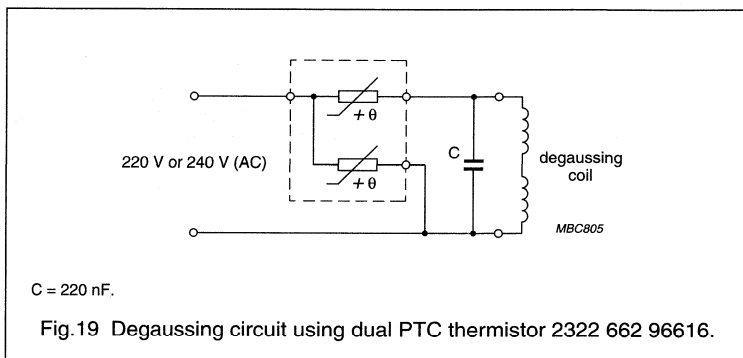 +θ
220 V or 240 V (AC)
+θ
C
degaussing
coil
MBC805
C = 220 nF.
Fig.19 Degaussing circuit using dual PTC thermistor 2322 662 96616.